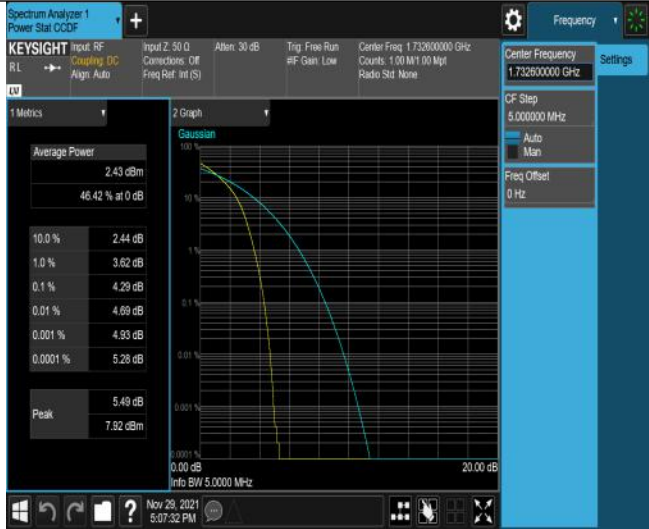 Spectrum Analyzer 1
Power Stat CCDF
+
Frequency
KEYSIGHT
RL
LV
Input: RF
Coupling: DC
Align: Auto
Input Z: 50 Ω
Corrections: Off
Freq Ref: Int (S)
Atten: 30 dB
Trig: Free Run
#IF Gain: Low
Center Freq: 1.732600000 GHz
Counts: 1.00 M/1.00 Mpt
Radio Std: None
Center Frequency
1.732600000 GHz
Settings
CF Step
5.000000 MHz
Auto
Man
Freq Offset
0 Hz
1 Metrics
Average Power
2.43 dBm
46.42 % at 0 dB
10.0 % 2.44 dB
1.0 % 3.62 dB
0.1 % 4.29 dB
0.01 % 4.69 dB
0.001 % 4.93 dB
0.0001 % 5.28 dB
Peak
5.49 dB
7.92 dBm
2 Graph
Gaussian
100 %
10 %
1 %
0.1 %
0.01 %
0.001 %
0.0001 %
0.00 dB 20.00 dB
Info BW 5.0000 MHz
?
Nov 29, 2021
5:07:32 PM